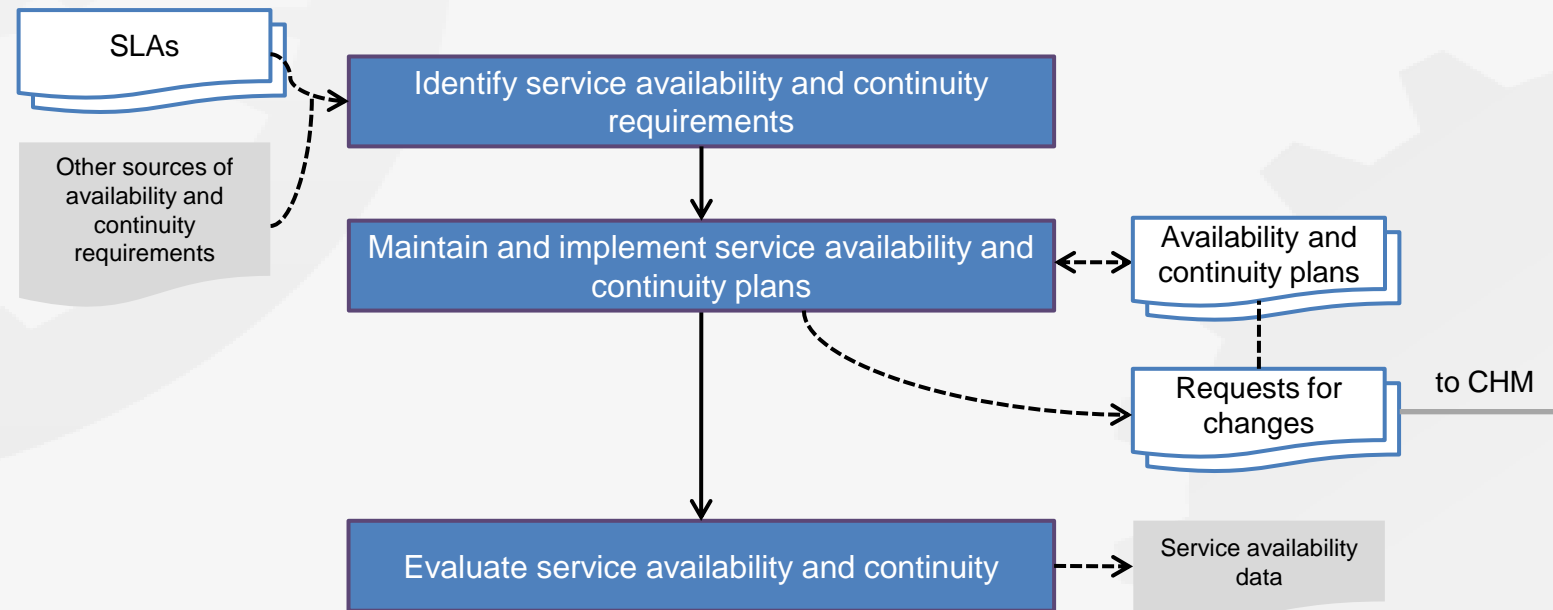 SLAs
Identify service availability and continuity
requirements
Other sources of
availability and
continuity
requirements
Maintain and implement service availability and
continuity plans
Availability and
continuity plans
Requests for
changes
to CHM
Evaluate service availability and continuity
Service availability
data